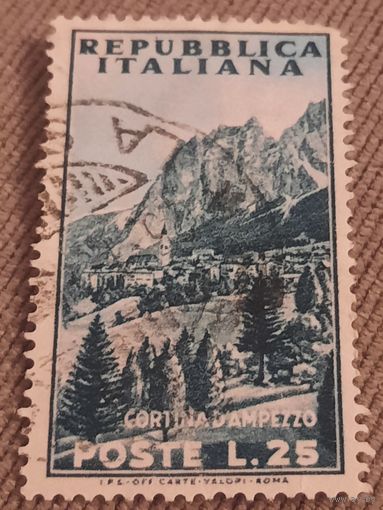 REPUBBLICA
ITALIANA
A
CORTINA D'AMPEZZO
POSTE L.25
I.P.S.-OFF. CARTE-VALORI-ROMA